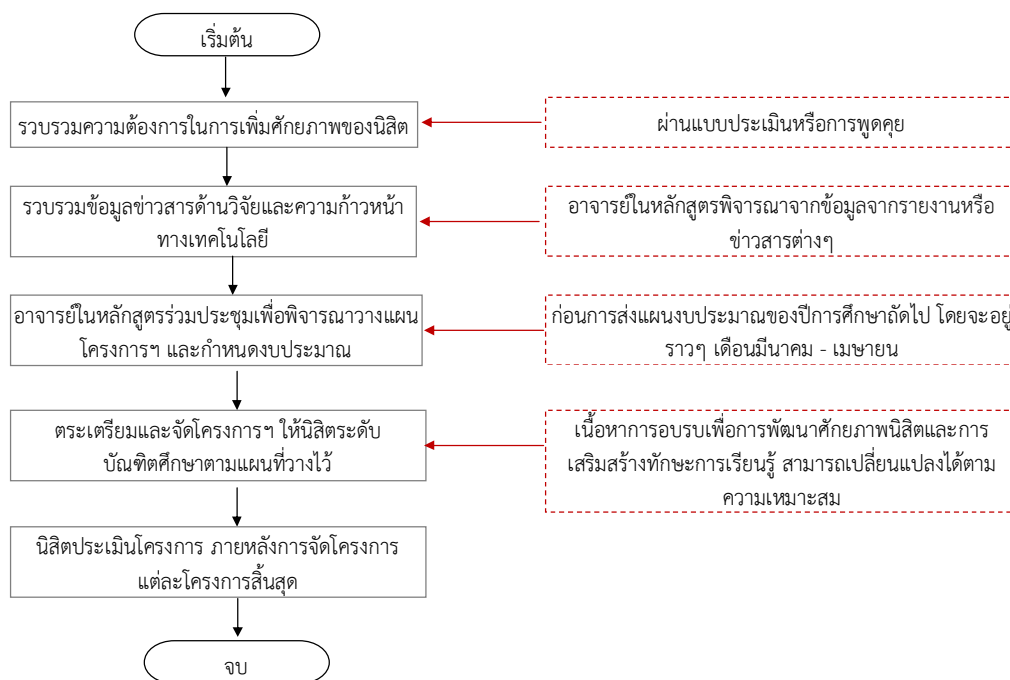 เริ่มต้น
รวบรวมความต้องการในการเพิ่มศักยภาพของนิสิต
ผ่านแบบประเมินหรือการพูดคุย
รวบรวมข้อมูลข่าวสารด้านวิจัยและความก้าวหน้า
ทางเทคโนโลยี
อาจารย์ในหลักสูตรพิจารณาจากข้อมูลจากรายงานหรือ
ข่าวสารต่างๆ
อาจารย์ในหลักสูตรร่วมประชุมเพื่อพิจารณาวางแผน
โครงการฯ และกำหนดงบประมาณ
ก่อนการส่งแผนงบประมาณของปีการศึกษาถัดไป โดยจะอยู่
ราวๆ เดือนมีนาคม - เมษายน
ตระเตรียมและจัดโครงการฯ ให้นิสิตระดับ
บัณฑิตศึกษาตามแผนที่วางไว้
เนื้อหาการอบรบเพื่อการพัฒนาศักยภาพนิสิตและการ
เสริมสร้างทักษะการเรียนรู้ สามารถเปลี่ยนแปลงได้ตาม
ความเหมาะสม
นิสิตประเมินโครงการ ภายหลังการจัดโครงการ
แต่ละโครงการสิ้นสุด
จบ